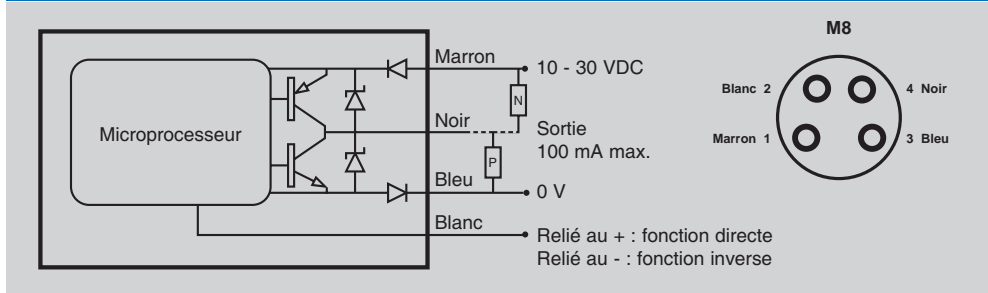 M8
Marron
10 - 30 VDC
N
Microprocesseur
Noir
Sortie
100 mA max.
P
Bleu
0 V
Blanc
Relié au + : fonction directe
Relié au - : fonction inverse
Blanc 2
4 Noir
Marron 1
3 Bleu